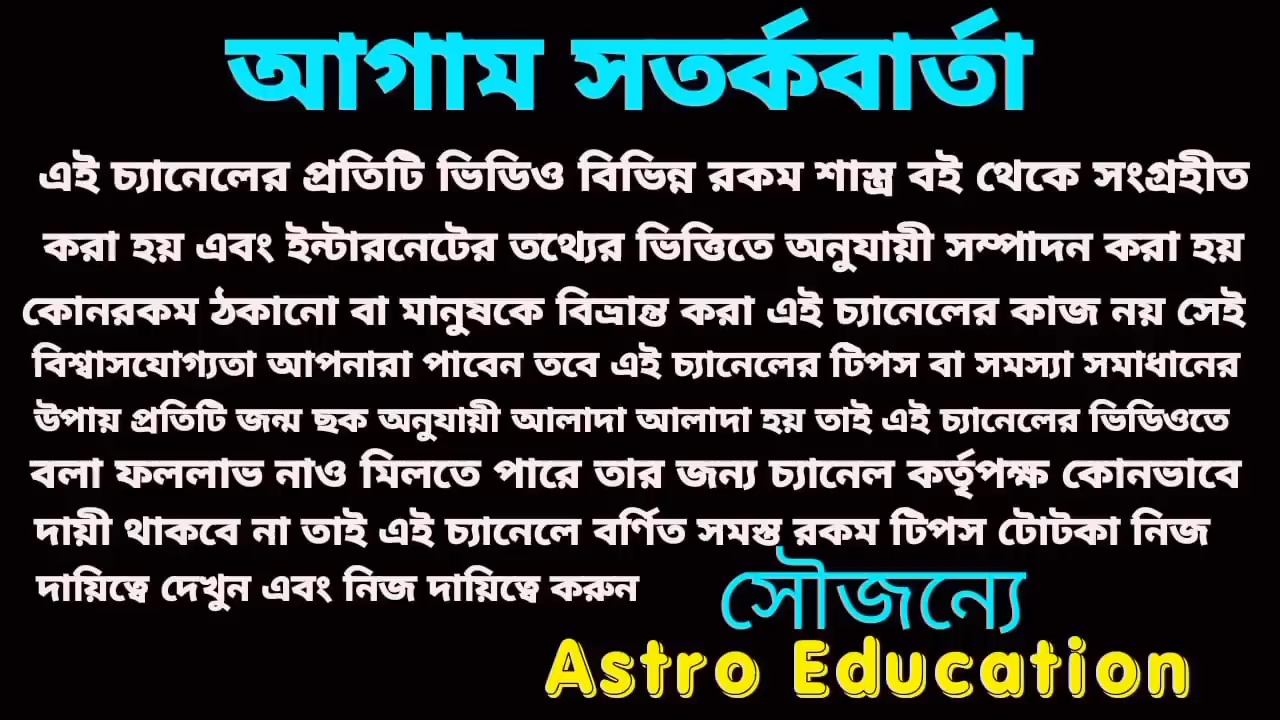 আগাম সতর্কবার্তা
এই চ্যানেলের প্রতিটি ভিডিও বিভিন্ন রকম শাস্ত্র বই থেকে সংগ্রহীত
করা হয় এবং ইন্টারনেটের তথ্যের ভিত্তিতে অনুযায়ী সম্পাদন করা হয়
কোনরকম ঠকানো বা মানুষকে বিভ্রান্ত করা এই চ্যানেলের কাজ নয় সেই
বিশ্বাসযোগ্যতা আপনারা পাবেন তবে এই চ্যানেলের টিপস বা সমস্যা সমাধানের
উপায় প্রতিটি জন্ম ছক অনুযায়ী আলাদা আলাদা হয় তাই এই চ্যানেলের ভিডিওতে
বলা ফললাভ নাও মিলতে পারে তার জন্য চ্যানেল কর্তৃপক্ষ কোনভাবে
দায়ী থাকবে না তাই এই চ্যানেলে বর্ণিত সমস্ত রকম টিপস টোটকা নিজ
দায়িত্বে দেখুন এবং নিজ দায়িত্বে করুন
সৌজন্যে
Astro Education